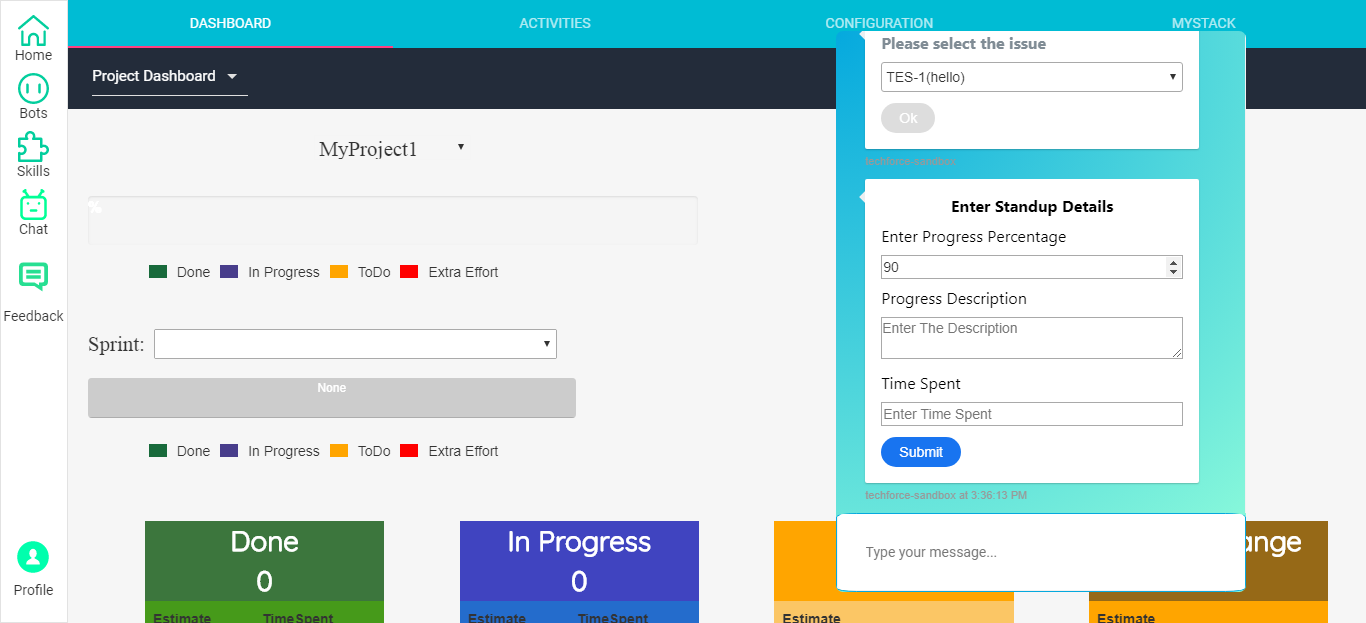 Home
Bots
Skills
Chat
Feedback
Profile
DASHBOARD
ACTIVITIES
CONFIGURATION
MYSTACK
Project Dashboard
MyProject1
%
Done
In Progress
ToDo
Extra Effort
Sprint:
None
Done
In Progress
ToDo
Extra Effort
Done
0
Estimate
TimeSpent
In Progress
0
Estimate
TimeSpent
Estimate
ange
Estimate
Please select the issue
TES-1(hello)
Ok
techforce-sandbox
Enter Standup Details
Enter Progress Percentage
90
Progress Description
Enter The Description
Time Spent
Enter Time Spent
Submit
techforce-sandbox at 3:36:13 PM
Type your message...